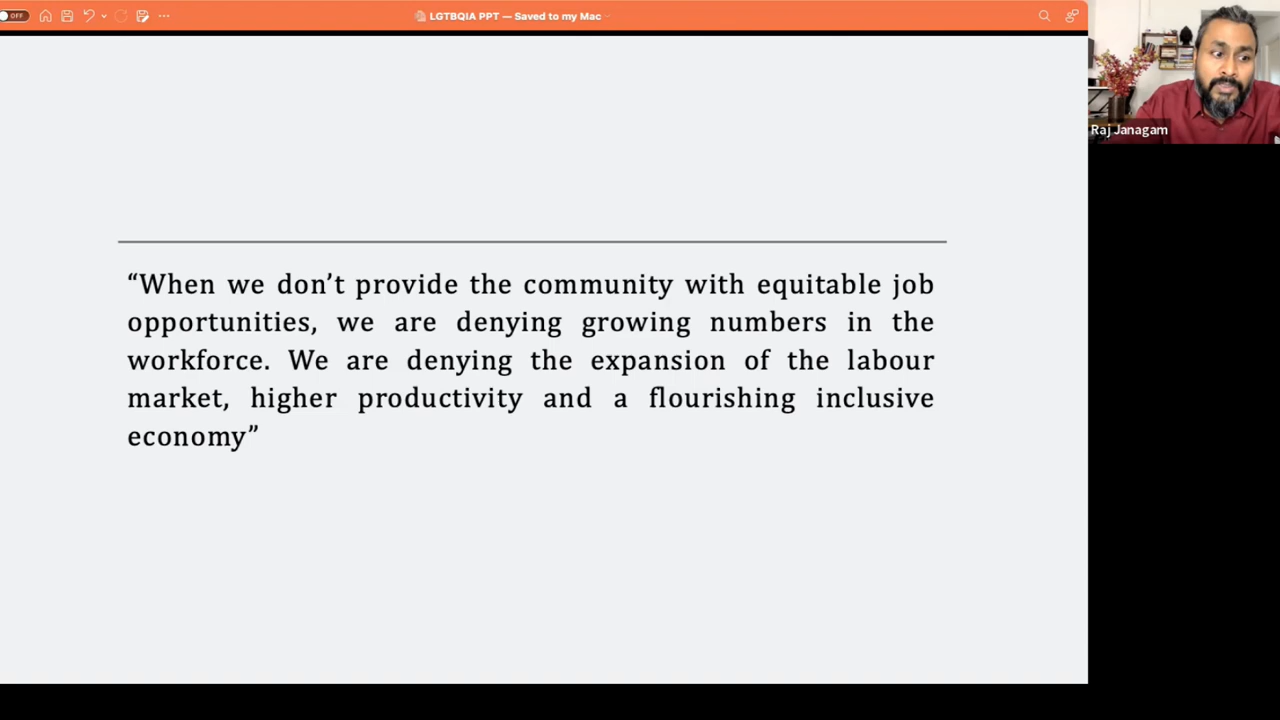 OFF
LGTBQIA PPT — Saved to my Mac
Raj Janagam
“When we don’t provide the community with equitable job
opportunities, we are denying growing numbers in the
workforce. We are denying the expansion of the labour
market, higher productivity and a flourishing inclusive
economy”